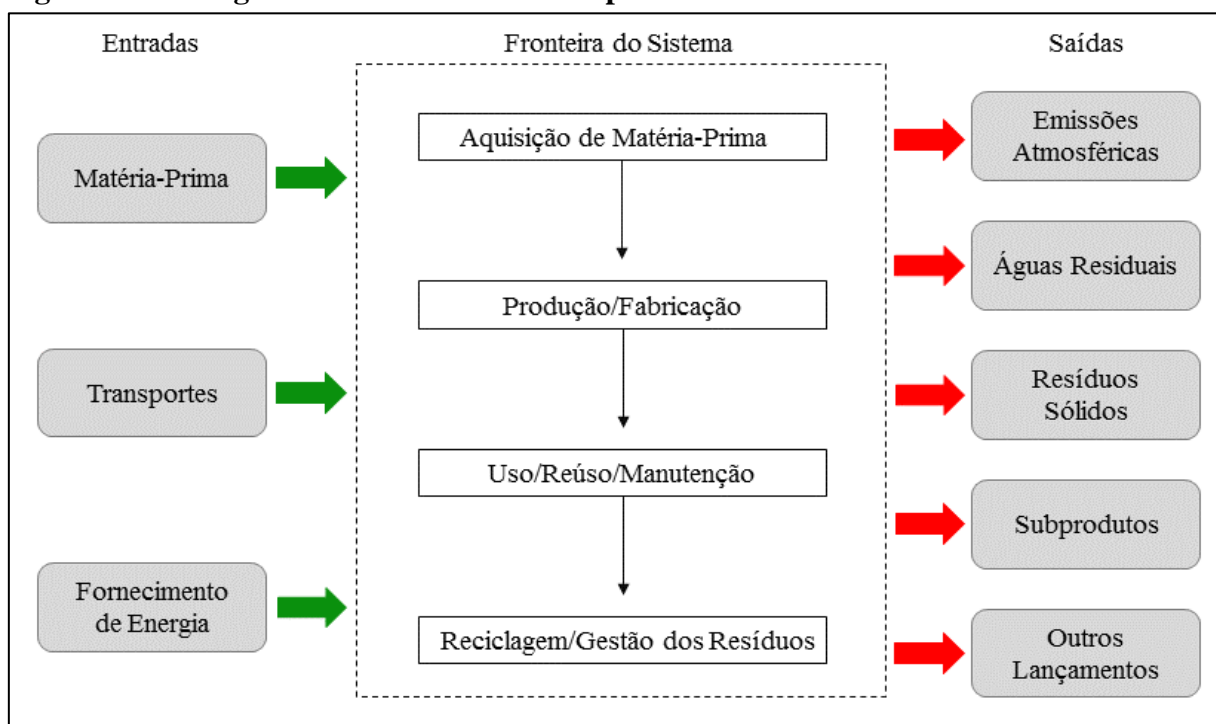 Entradas
Fronteira do Sistema
Saídas
Matéria-Prima
Transportes
Fornecimento
de Energia
Aquisição de Matéria-Prima
Produção/Fabricação
Uso/Reúso/Manutenção
Reciclagem/Gestão dos Resíduos
Emissões
Atmosféricas
Águas Residuais
Resíduos
Sólidos
Subprodutos
Outros
Lançamentos